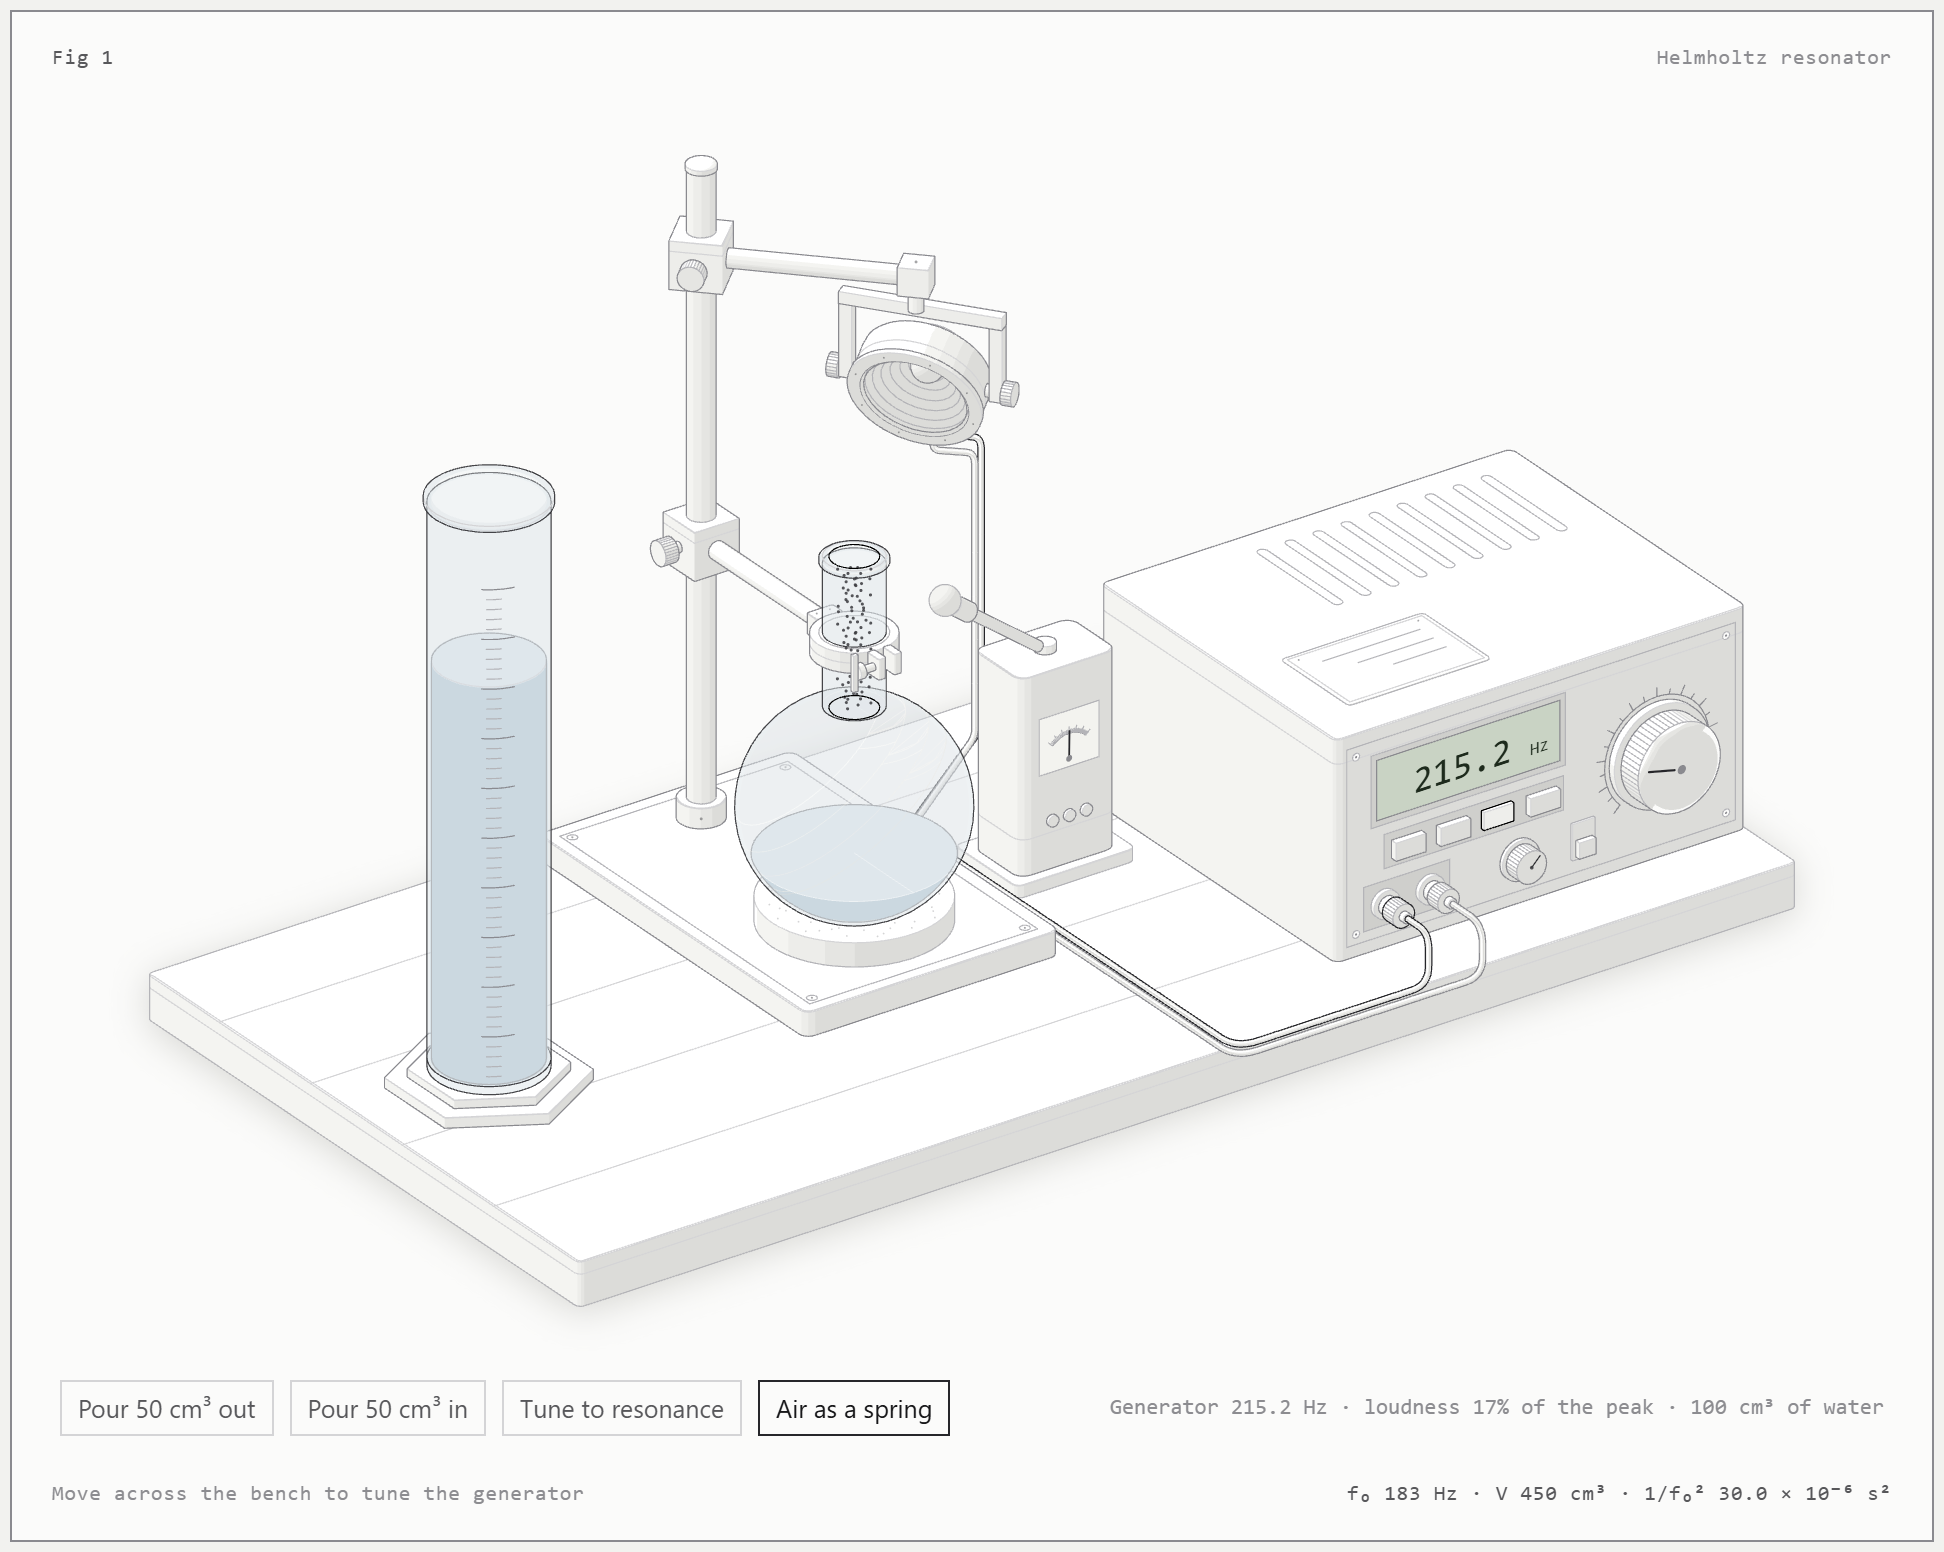 Fig 1
Helmholtz resonator
215.2 HZ
Pour 50 cm³ out
Pour 50 cm³ in
Tune to resonance
Air as a spring
Generator 215.2 Hz · loudness 17% of the peak · 100 cm³ of water
Move across the bench to tune the generator
f₀ 183 Hz · V 450 cm³ · 1/f₀² 30.0 × 10⁻⁶ s²